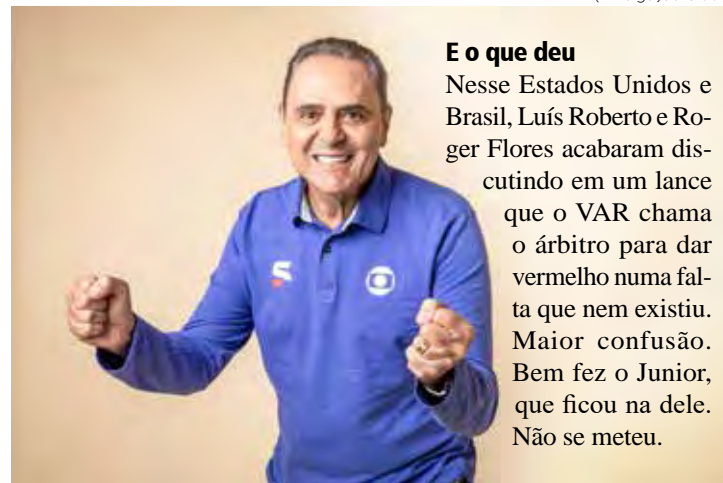 E o que deu
Nesse Estados Unidos e
Brasil, Luís Roberto e Ro-
ger Flores acabaram dis-
cutindo em um lance
que o VAR chama
o árbitro para dar
vermelho numa fal-
ta que nem existiu.
Maior confusão.
Bem fez o Junior,
que ficou na dele.
Não se meteu.